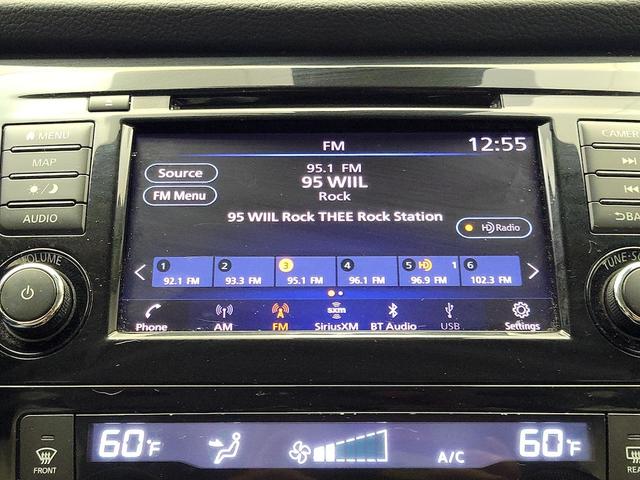 MENU
MAP
AUDIO
VOLUME
FM
12:55
Source
FM Menu
95.1 FM
95 WIIL
Rock
95 WIIL Rock THEE Rock Station
HD Radio
1
92.1 FM
2
93.3 FM
3
95.1 FM
4
96.1 FM
5 HD 1
96.9 FM
6
102.3 FM
Phone
AM
FM
sxm
SiriusXM
BT Audio
USB
Settings
60°F
A/C
60°F
FRONT